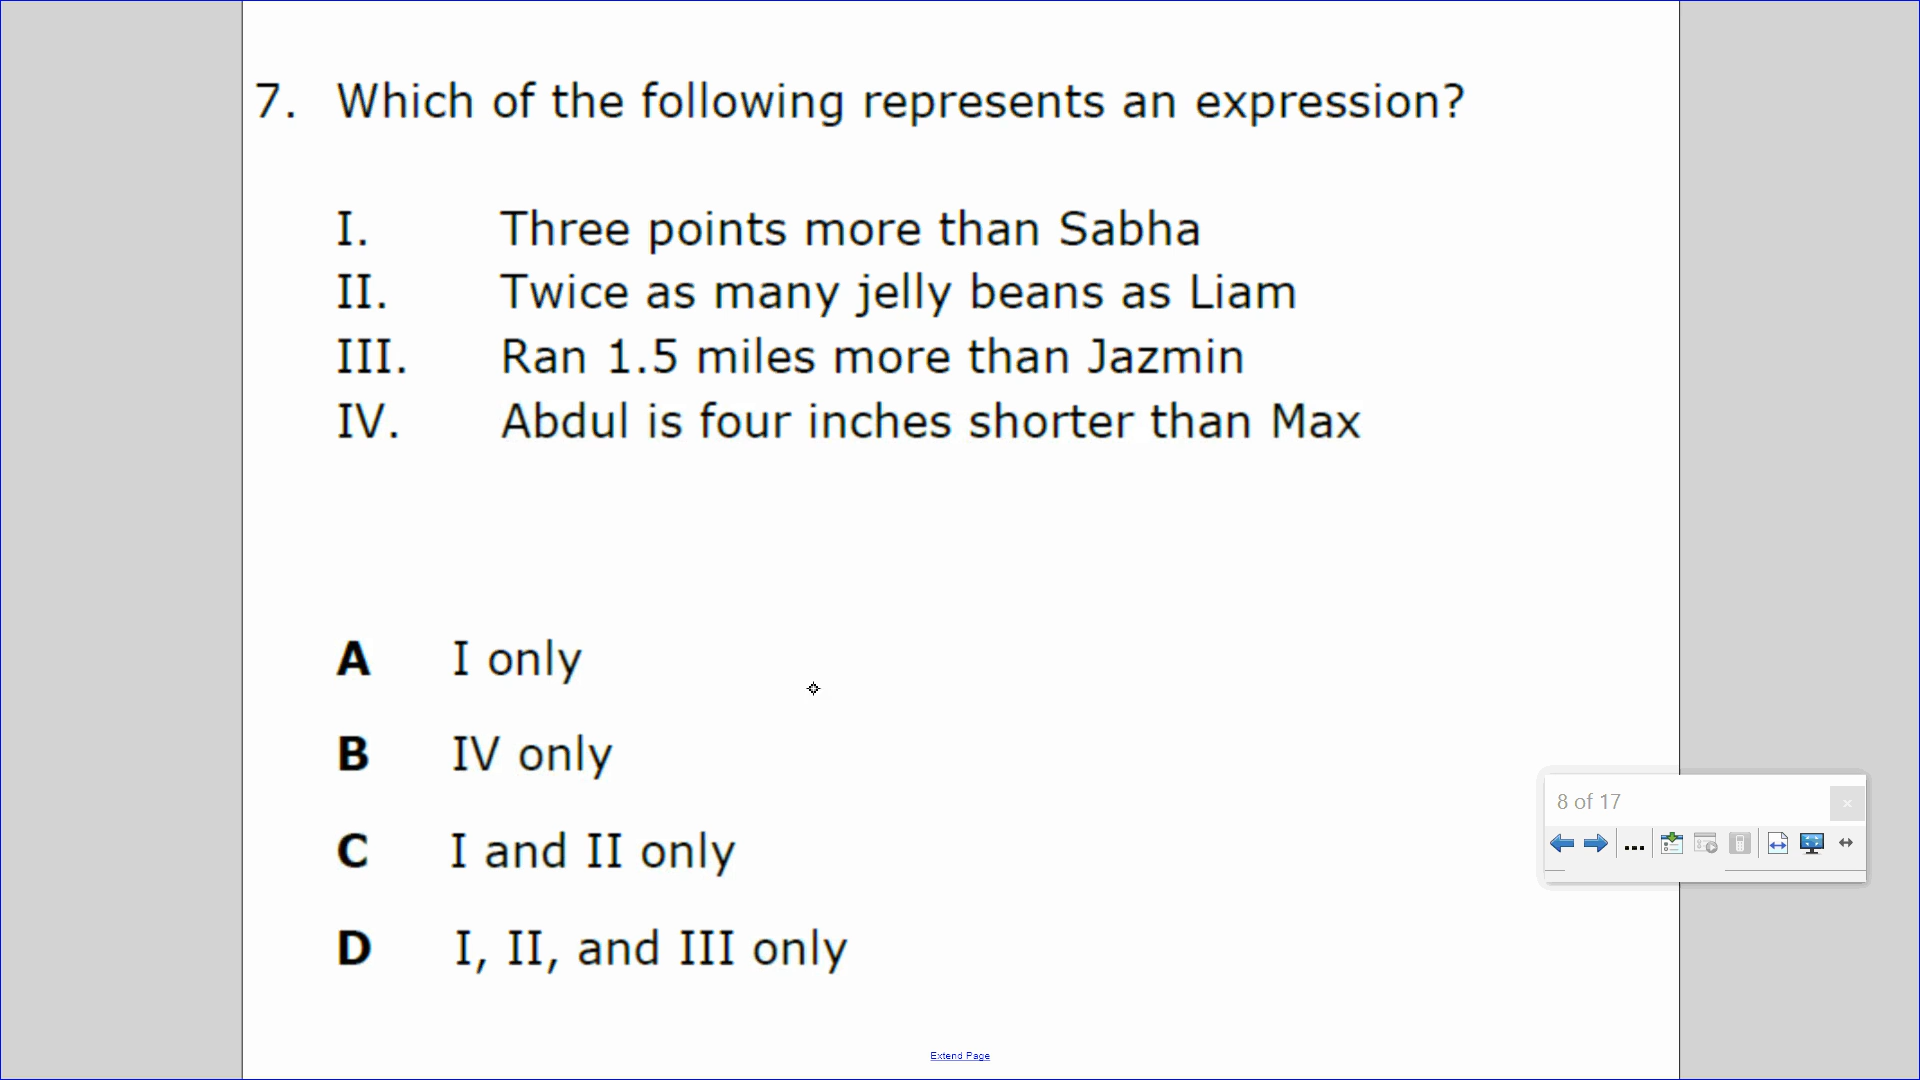 7. Which of the following represents an expression?
I. Three points more than Sabha
II. Twice as many jelly beans as Liam
III. Ran 1.5 miles more than Jazmin
IV. Abdul is four inches shorter than Max
A I only
B IV only
C I and II only
D I, II, and III only
8 of 17
...
Extend Page